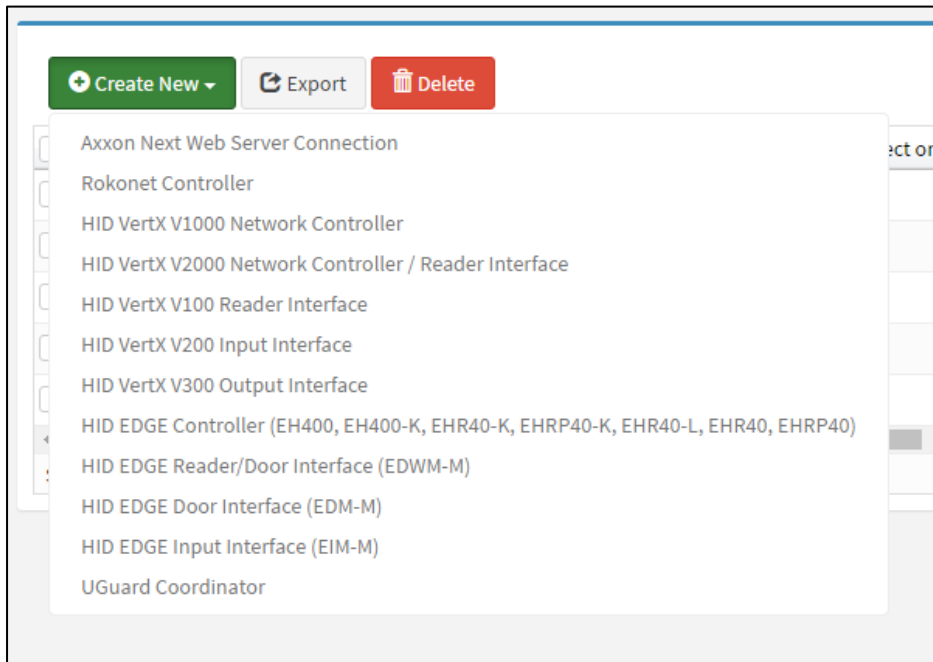 Create New
Export
Delete
Axxon Next Web Server Connection
Rokonet Controller
HID VertX V1000 Network Controller
HID VertX V2000 Network Controller / Reader Interface
HID VertX V100 Reader Interface
HID VertX V200 Input Interface
HID VertX V300 Output Interface
HID EDGE Controller (EH400, EH400-K, EHR40-K, EHRP40-K, EHR40-L, EHR40, EHRP40)
HID EDGE Reader/Door Interface (EDWM-M)
HID EDGE Door Interface (EDM-M)
HID EDGE Input Interface (EIM-M)
UGuard Coordinator